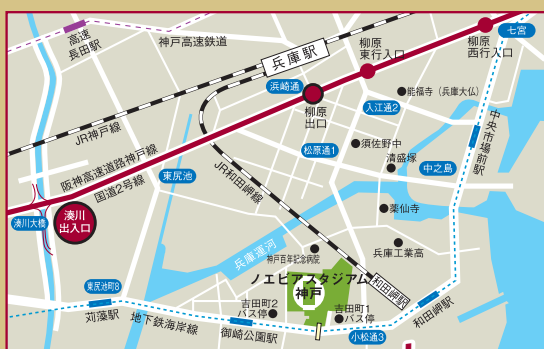 七宮
高速
長田駅
神戸高速鉄道
兵庫駅
柳原
東行入口
柳原
西行入口
浜崎通
柳原
出口
入江通2
能福寺（兵庫大仏）
中央市場前駅
JR神戸線
須佐野中
清盛塚
松原通1
中之島
阪神高速道路神戸線
国道2号線
東尻池
JR和田岬線
薬仙寺
湊川大橋
湊川
出入口
兵庫運河
神戸百年記念病院
兵庫工業高
ノエビアスタジアム
神戸
和田岬駅
東尻池町8
苅藻駅
地下鉄海岸線
吉田町2
バス停
吉田町1
バス停
御崎公園駅
小松通3
和田岬駅